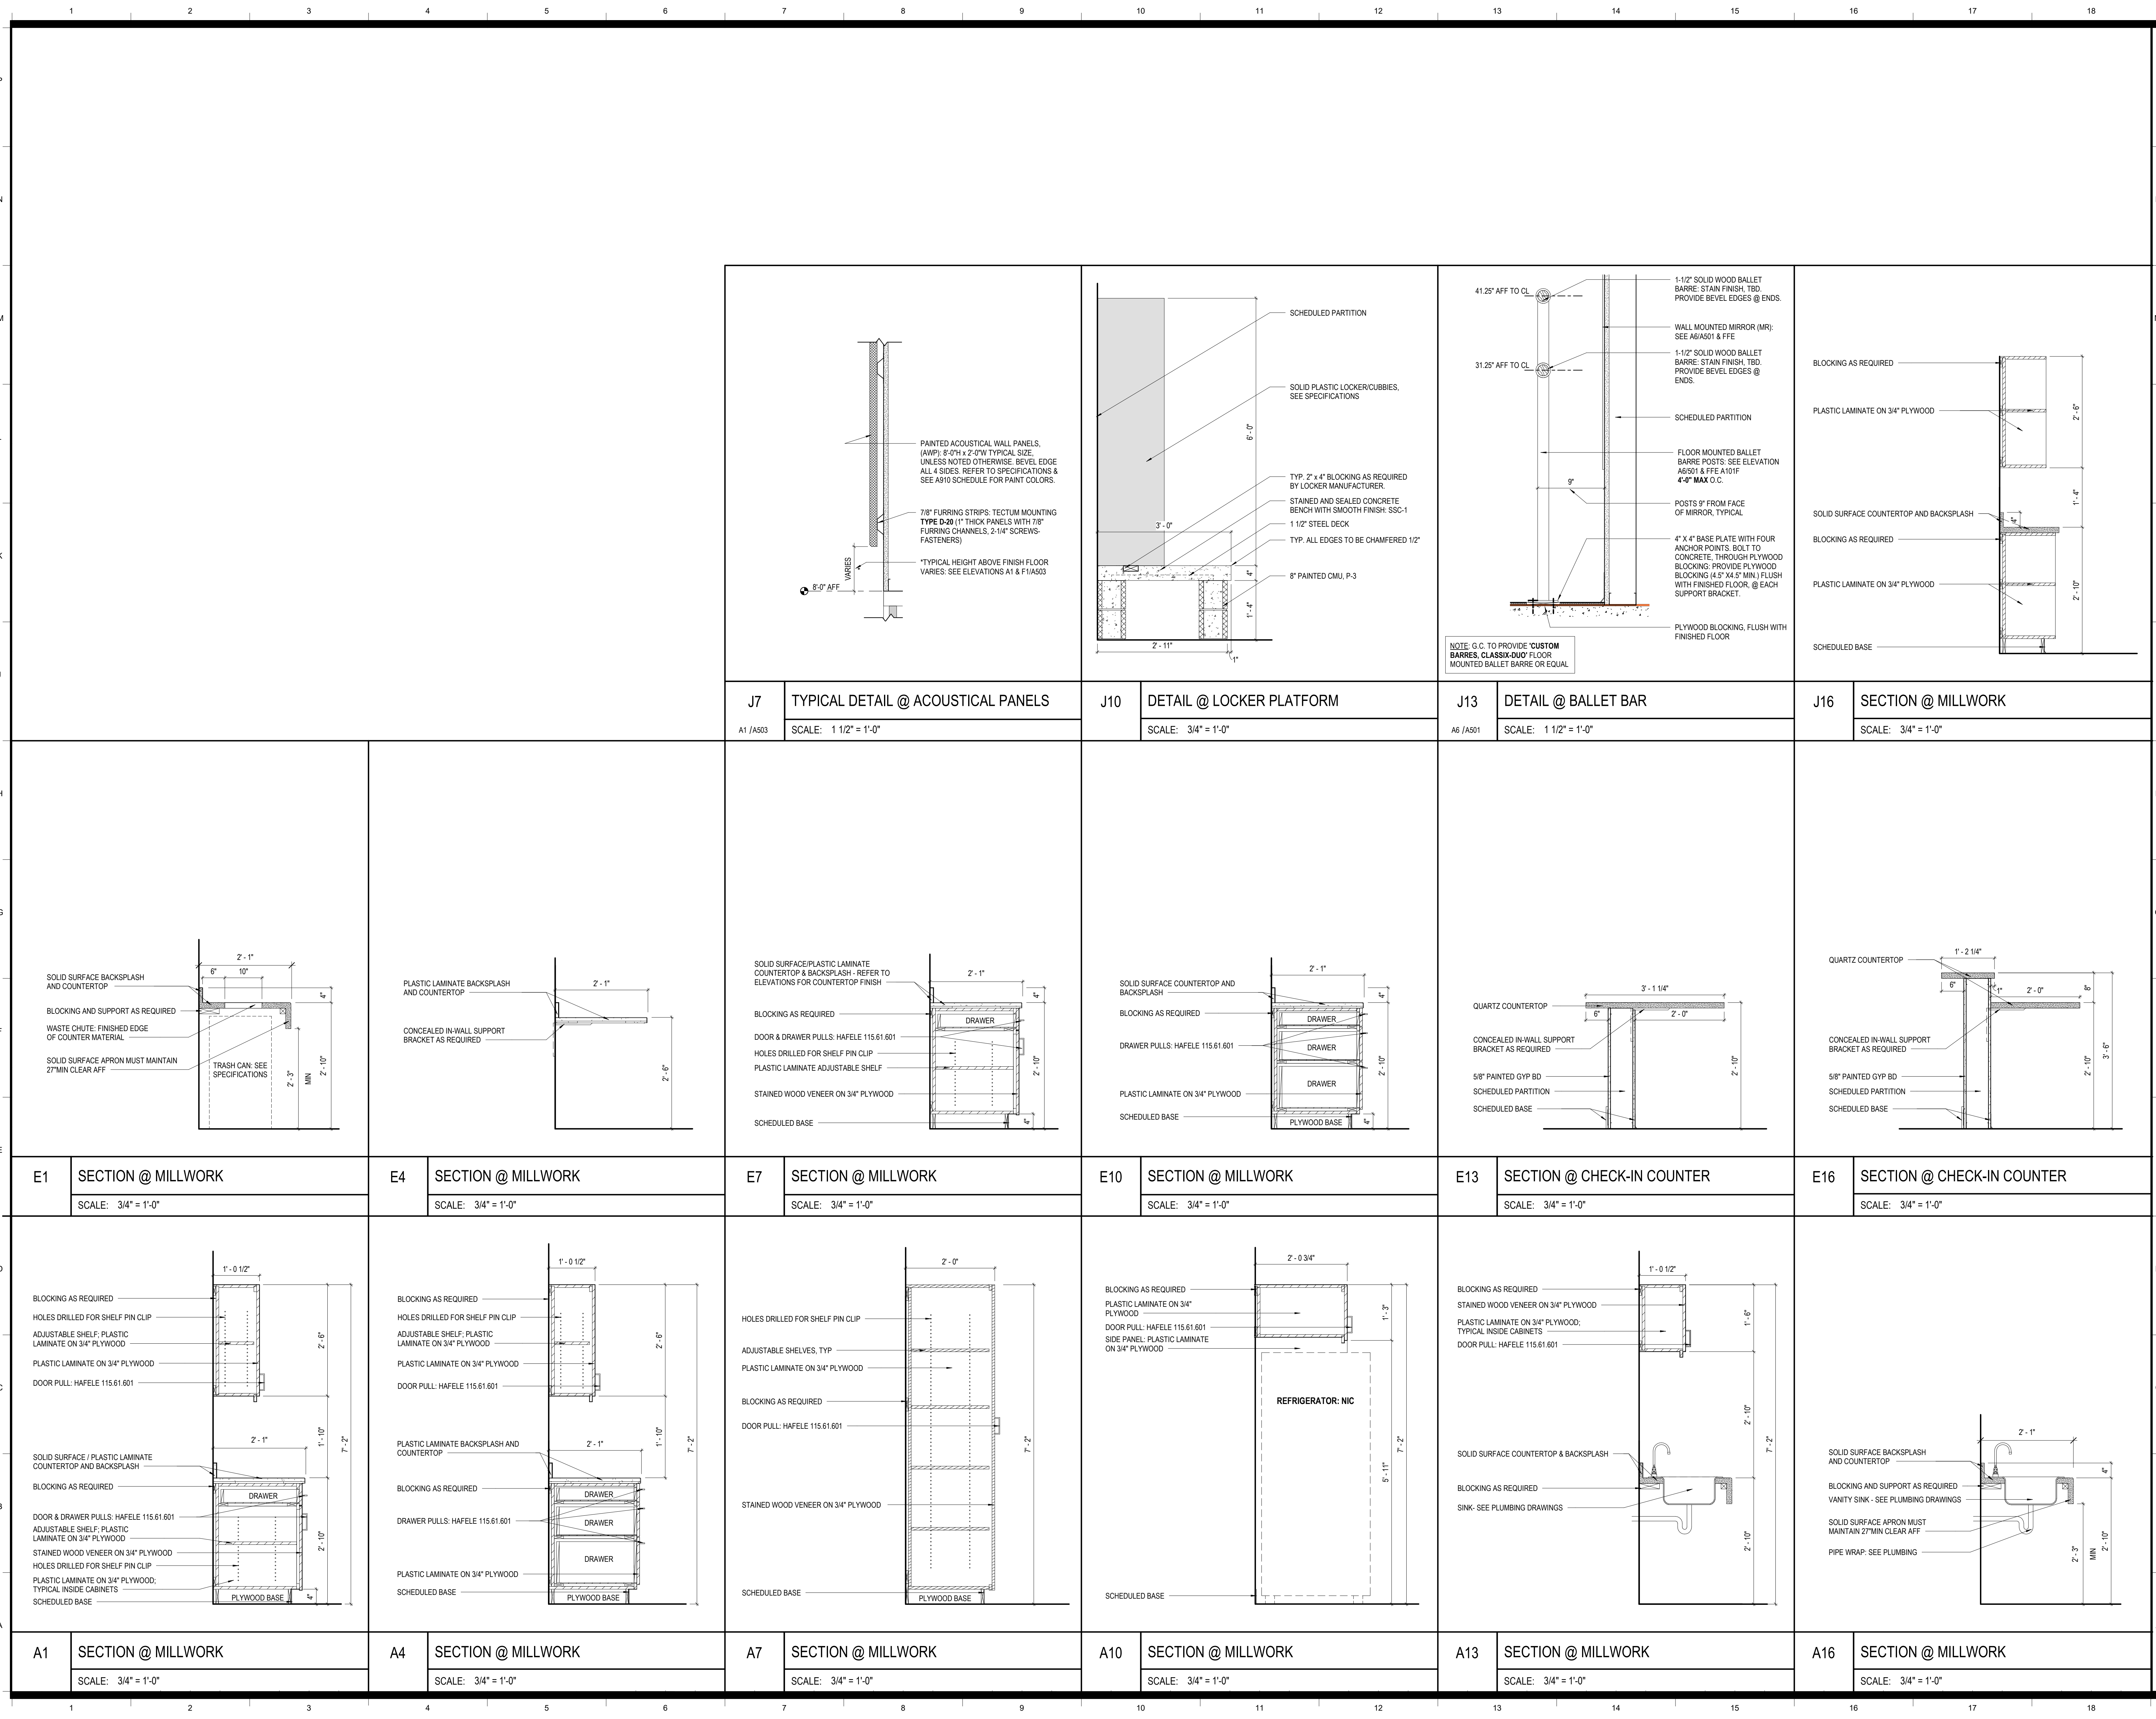 1 2 3 4 5 6 7 8 9 10 11 12 13 14 15 16 17 18
PAINTED ACOUSTICAL WALL PANELS,
(AWP): 8'-0"H x 2'-0"W TYPICAL SIZE,
UNLESS NOTED OTHERWISE. BEVEL EDGE
ALL 4 SIDES. REFER TO SPECIFICATIONS &
SEE A910 SCHEDULE FOR PAINT COLORS.
7/8" FURRING STRIPS: TECTUM MOUNTING
TYPE D-20 (1" THICK PANELS WITH 7/8"
FURRING CHANNELS, 2-1/4" SCREWS-
FASTENERS)
*TYPICAL HEIGHT ABOVE FINISH FLOOR
VARIES: SEE ELEVATIONS A1 & F1/A503
VARIES
8'-0" AFF
J7
TYPICAL DETAIL @ ACOUSTICAL PANELS
A1 /A503
SCALE: 1 1/2" = 1'-0"
SCHEDULED PARTITION
SOLID PLASTIC LOCKER/CUBBIES,
SEE SPECIFICATIONS
6' - 0"
TYP. 2" x 4" BLOCKING AS REQUIRED
BY LOCKER MANUFACTURER.
STAINED AND SEALED CONCRETE
BENCH WITH SMOOTH FINISH: SSC-1
3' - 0"
1 1/2" STEEL DECK
TYP. ALL EDGES TO BE CHAMFERED 1/2"
4"
8" PAINTED CMU, P-3
1' - 4"
2' - 11"
1"
J10
DETAIL @ LOCKER PLATFORM
SCALE: 3/4" = 1'-0"
41.25" AFF TO CL
1-1/2" SOLID WOOD BALLET
BARRE: STAIN FINISH, TBD.
PROVIDE BEVEL EDGES @ ENDS.
WALL MOUNTED MIRROR (MR):
SEE A6/A501 & FFE
31.25" AFF TO CL
1-1/2" SOLID WOOD BALLET
BARRE: STAIN FINISH, TBD.
PROVIDE BEVEL EDGES @
ENDS.
SCHEDULED PARTITION
FLOOR MOUNTED BALLET
BARRE POSTS: SEE ELEVATION
A6/501 & FFE A101F
4'-0" MAX O.C.
9"
POSTS 9" FROM FACE
OF MIRROR, TYPICAL
4" X 4" BASE PLATE WITH FOUR
ANCHOR POINTS. BOLT TO
CONCRETE, THROUGH PLYWOOD
BLOCKING: PROVIDE PLYWOOD
BLOCKING (4.5" X4.5" MIN.) FLUSH
WITH FINISHED FLOOR, @ EACH
SUPPORT BRACKET.
PLYWOOD BLOCKING, FLUSH WITH
FINISHED FLOOR
NOTE: G.C. TO PROVIDE 'CUSTOM
BARRES, CLASSIX-DUO' FLOOR
MOUNTED BALLET BARRE OR EQUAL
J13
DETAIL @ BALLET BAR
A6 /A501
SCALE: 1 1/2" = 1'-0"
BLOCKING AS REQUIRED
PLASTIC LAMINATE ON 3/4" PLYWOOD
2' - 6"
1' - 4"
SOLID SURFACE COUNTERTOP AND BACKSPLASH
4"
BLOCKING AS REQUIRED
PLASTIC LAMINATE ON 3/4" PLYWOOD
2' - 10"
SCHEDULED BASE
J16
SECTION @ MILLWORK
SCALE: 3/4" = 1'-0"
2' - 1"
6" 10"
SOLID SURFACE BACKSPLASH
AND COUNTERTOP
4"
BLOCKING AND SUPPORT AS REQUIRED
WASTE CHUTE: FINISHED EDGE
OF COUNTER MATERIAL
SOLID SURFACE APRON MUST MAINTAIN
27"MIN CLEAR AFF
TRASH CAN: SEE
SPECIFICATIONS
2' - 3"
MIN
2' - 10"
E1
SECTION @ MILLWORK
SCALE: 3/4" = 1'-0"
PLASTIC LAMINATE BACKSPLASH
AND COUNTERTOP
2' - 1"
CONCEALED IN-WALL SUPPORT
BRACKET AS REQUIRED
2' - 6"
E4
SECTION @ MILLWORK
SCALE: 3/4" = 1'-0"
SOLID SURFACE/PLASTIC LAMINATE
COUNTERTOP & BACKSPLASH - REFER TO
ELEVATIONS FOR COUNTERTOP FINISH
2' - 1"
4"
BLOCKING AS REQUIRED
DRAWER
DOOR & DRAWER PULLS: HAFELE 115.61.601
HOLES DRILLED FOR SHELF PIN CLIP
PLASTIC LAMINATE ADJUSTABLE SHELF
2' - 10"
STAINED WOOD VENEER ON 3/4" PLYWOOD
SCHEDULED BASE
4"
E7
SECTION @ MILLWORK
SCALE: 3/4" = 1'-0"
2' - 1"
SOLID SURFACE COUNTERTOP AND
BACKSPLASH
4"
BLOCKING AS REQUIRED
DRAWER
DRAWER PULLS: HAFELE 115.61.601
DRAWER
2' - 10"
DRAWER
PLASTIC LAMINATE ON 3/4" PLYWOOD
SCHEDULED BASE
PLYWOOD BASE
4"
E10
SECTION @ MILLWORK
SCALE: 3/4" = 1'-0"
3' - 1 1/4"
QUARTZ COUNTERTOP
6" 2' - 0"
CONCEALED IN-WALL SUPPORT
BRACKET AS REQUIRED
5/8" PAINTED GYP BD
2' - 10"
SCHEDULED PARTITION
SCHEDULED BASE
E13
SECTION @ CHECK-IN COUNTER
SCALE: 3/4" = 1'-0"
1' - 2 1/4"
QUARTZ COUNTERTOP
6" 1" 2' - 0"
8"
CONCEALED IN-WALL SUPPORT
BRACKET AS REQUIRED
3' - 6"
2' - 10"
5/8" PAINTED GYP BD
SCHEDULED PARTITION
SCHEDULED BASE
E16
SECTION @ CHECK-IN COUNTER
SCALE: 3/4" = 1'-0"
1' - 0 1/2"
BLOCKING AS REQUIRED
HOLES DRILLED FOR SHELF PIN CLIP
ADJUSTABLE SHELF; PLASTIC
LAMINATE ON 3/4" PLYWOOD
2' - 6"
PLASTIC LAMINATE ON 3/4" PLYWOOD
DOOR PULL: HAFELE 115.61.601
1' - 10"
7' - 2"
2' - 1"
SOLID SURFACE / PLASTIC LAMINATE
COUNTERTOP AND BACKSPLASH
BLOCKING AS REQUIRED
DRAWER
DOOR & DRAWER PULLS: HAFELE 115.61.601
ADJUSTABLE SHELF; PLASTIC
LAMINATE ON 3/4" PLYWOOD
2' - 10"
STAINED WOOD VENEER ON 3/4" PLYWOOD
HOLES DRILLED FOR SHELF PIN CLIP
PLASTIC LAMINATE ON 3/4" PLYWOOD;
TYPICAL INSIDE CABINETS
SCHEDULED BASE
PLYWOOD BASE
4"
A1
SECTION @ MILLWORK
SCALE: 3/4" = 1'-0"
1' - 0 1/2"
BLOCKING AS REQUIRED
HOLES DRILLED FOR SHELF PIN CLIP
ADJUSTABLE SHELF; PLASTIC
LAMINATE ON 3/4" PLYWOOD
2' - 6"
PLASTIC LAMINATE ON 3/4" PLYWOOD
DOOR PULL: HAFELE 115.61.601
1' - 10"
7' - 2"
PLASTIC LAMINATE BACKSPLASH AND
COUNTERTOP
2' - 1"
BLOCKING AS REQUIRED
DRAWER
DRAWER PULLS: HAFELE 115.61.601
DRAWER
DRAWER
PLASTIC LAMINATE ON 3/4" PLYWOOD
SCHEDULED BASE
PLYWOOD BASE
A4
SECTION @ MILLWORK
SCALE: 3/4" = 1'-0"
2' - 0"
HOLES DRILLED FOR SHELF PIN CLIP
ADJUSTABLE SHELVES, TYP
PLASTIC LAMINATE ON 3/4" PLYWOOD
BLOCKING AS REQUIRED
DOOR PULL: HAFELE 115.61.601
7' - 2"
STAINED WOOD VENEER ON 3/4" PLYWOOD
SCHEDULED BASE
PLYWOOD BASE
A7
SECTION @ MILLWORK
SCALE: 3/4" = 1'-0"
2' - 0 3/4"
BLOCKING AS REQUIRED
PLASTIC LAMINATE ON 3/4"
PLYWOOD
1' - 3"
DOOR PULL: HAFELE 115.61.601
SIDE PANEL: PLASTIC LAMINATE
ON 3/4" PLYWOOD
REFRIGERATOR: NIC
7' - 2"
5' - 11"
SCHEDULED BASE
A10
SECTION @ MILLWORK
SCALE: 3/4" = 1'-0"
1' - 0 1/2"
BLOCKING AS REQUIRED
STAINED WOOD VENEER ON 3/4" PLYWOOD
1' - 6"
PLASTIC LAMINATE ON 3/4" PLYWOOD;
TYPICAL INSIDE CABINETS
DOOR PULL: HAFELE 115.61.601
2' - 10"
7' - 2"
SOLID SURFACE COUNTERTOP & BACKSPLASH
BLOCKING AS REQUIRED
SINK- SEE PLUMBING DRAWINGS
2' - 10"
A13
SECTION @ MILLWORK
SCALE: 3/4" = 1'-0"
2' - 1"
SOLID SURFACE BACKSPLASH
AND COUNTERTOP
4"
BLOCKING AND SUPPORT AS REQUIRED
VANITY SINK - SEE PLUMBING DRAWINGS
SOLID SURFACE APRON MUST
MAINTAIN 27"MIN CLEAR AFF
PIPE WRAP: SEE PLUMBING
2' - 3"
MIN
2' - 10"
A16
SECTION @ MILLWORK
SCALE: 3/4" = 1'-0"
1 2 3 4 5 6 7 8 9 10 11 12 13 14 15 16 17 18